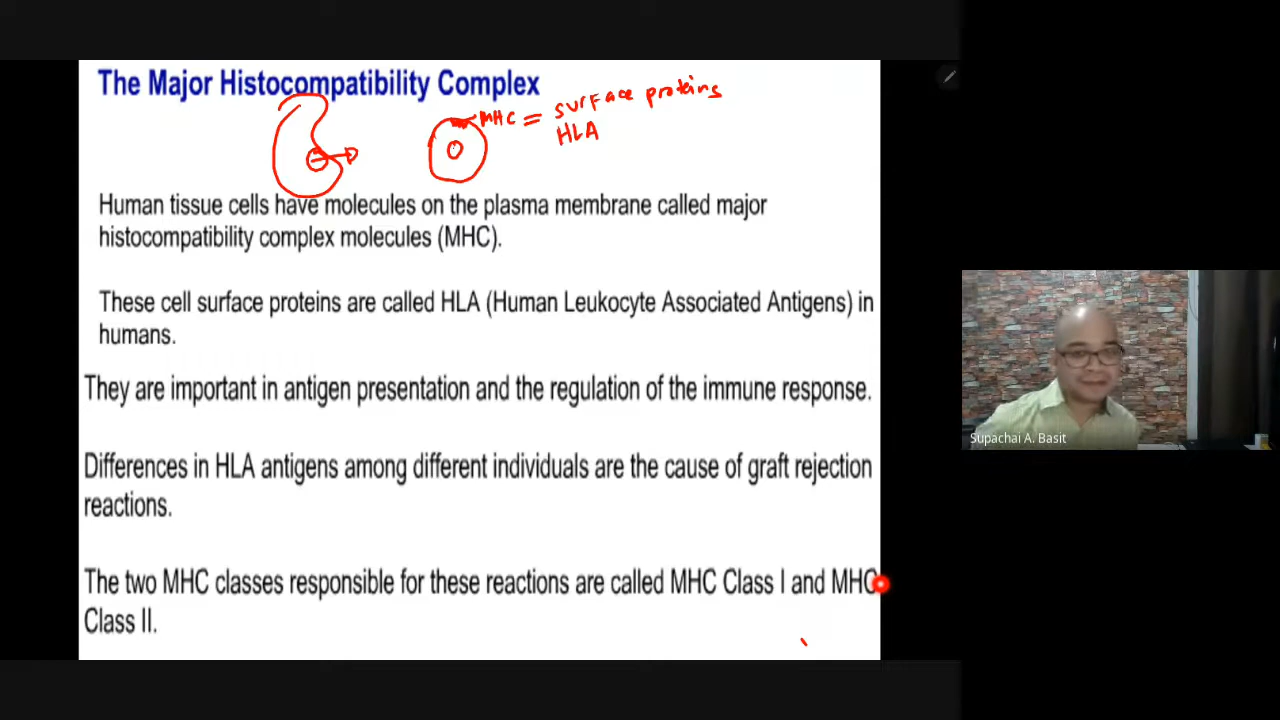 The Major Histocompatibility Complex
MHC = surface proteins
HLA
Human tissue cells have molecules on the plasma membrane called major
histocompatibility complex molecules (MHC).
These cell surface proteins are called HLA (Human Leukocyte Associated Antigens) in
humans.
They are important in antigen presentation and the regulation of the immune response.
Differences in HLA antigens among different individuals are the cause of graft rejection
reactions.
The two MHC classes responsible for these reactions are called MHC Class I and MHC
Class II.
Supachai A. Basit